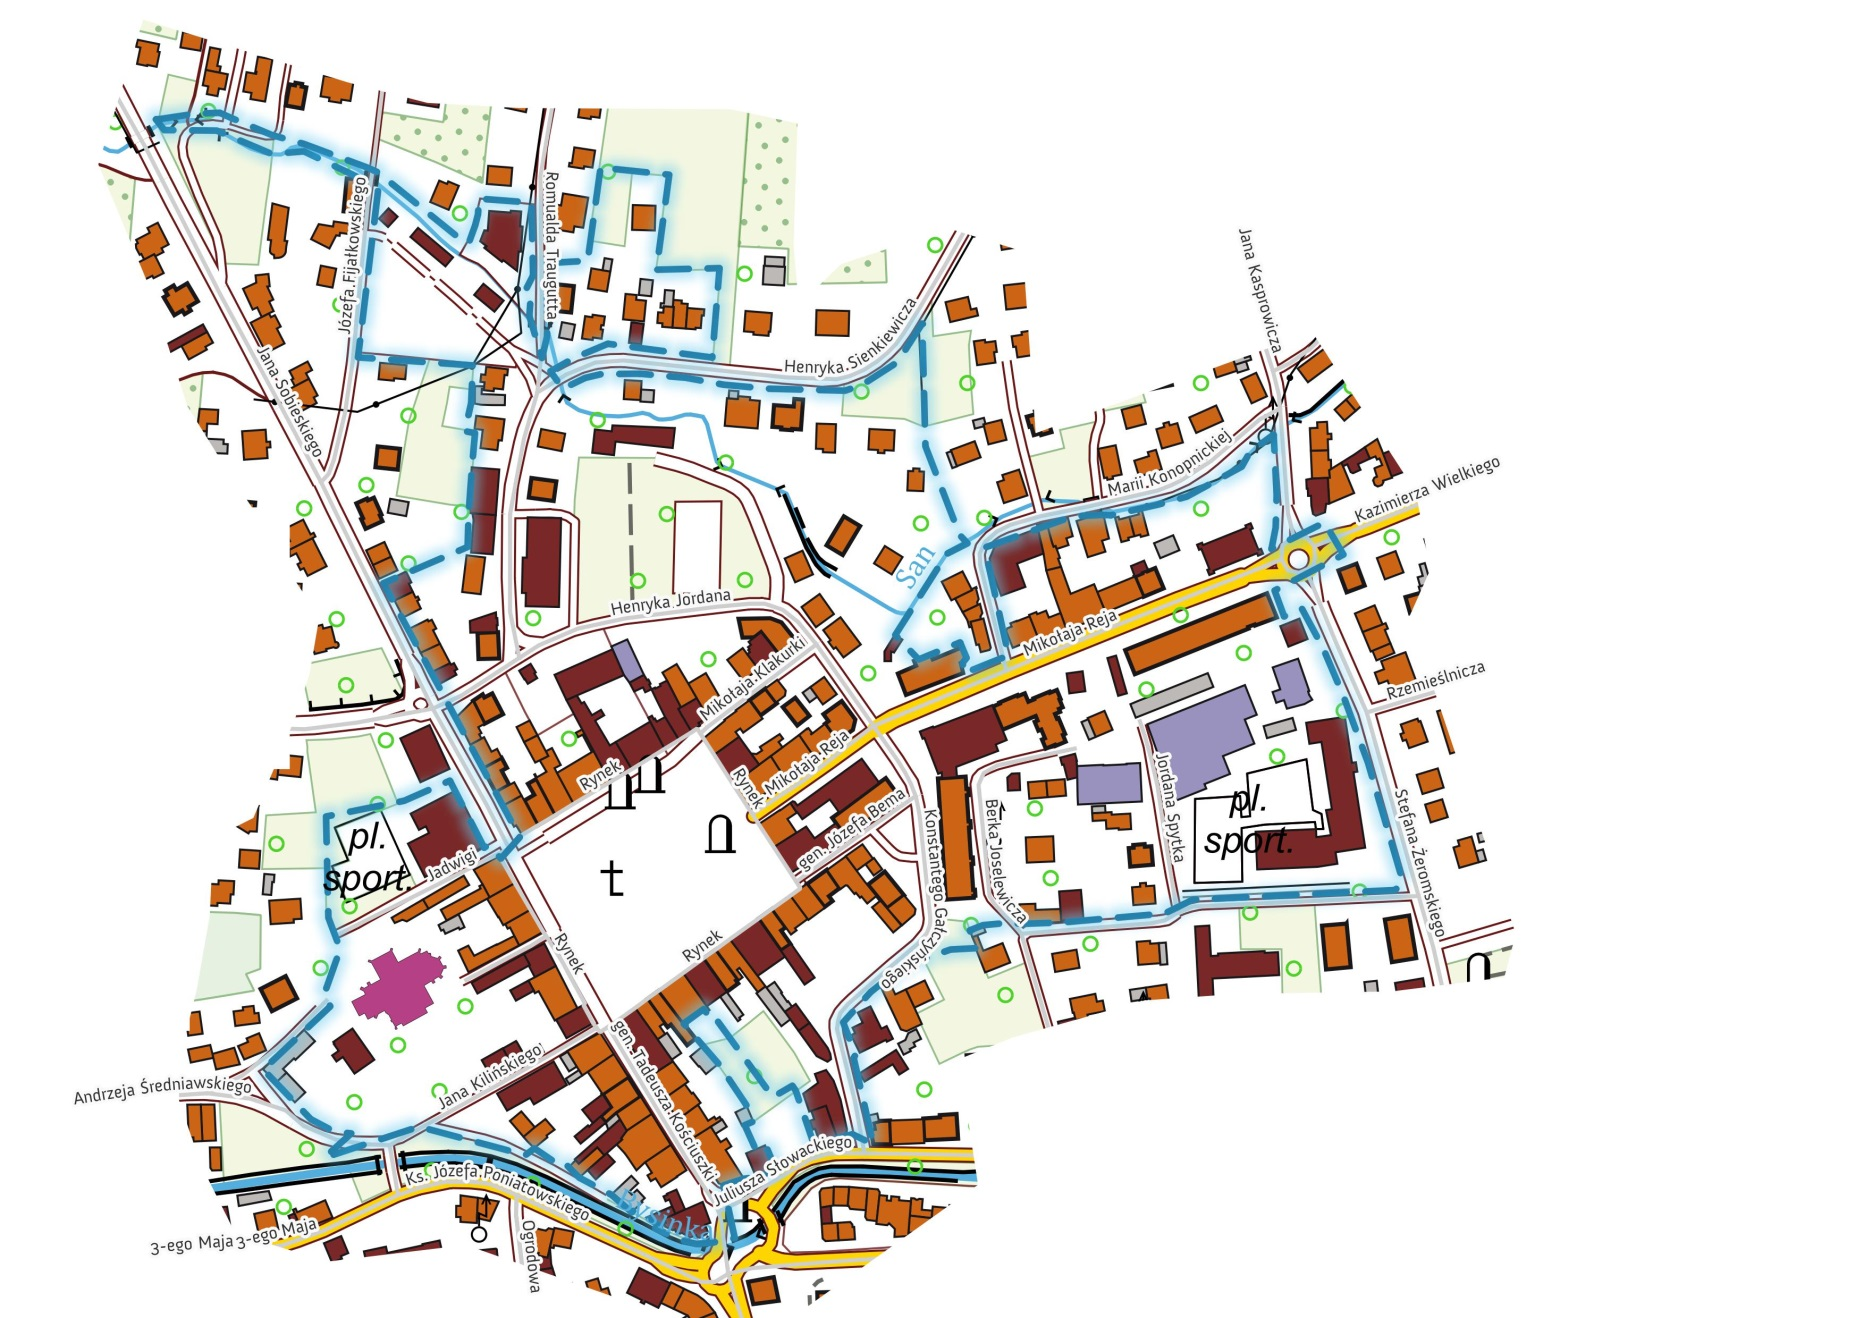 Józefa Fijałkowskiego
Romualda Traugutta
Jana Sobieskiego
Henryka Sienkiewicza
Jana Kasprowicza
Marii Konopnickiej
Kazimierza Wielkiego
San
Henryka Jordana
Mikołaja Reja
Mikołaja Klakurki
Rzemieślnicza
Rynek
Rynek
Mikołaja Reja
gen. Józefa Bema
Jordana Spytka
Berka Joselewicza
Konstantego Gałczyńskiego
Stefana Żeromskiego
pl.
sport.
pl.
sport.
Jadwigi
Rynek
Rynek
gen. Tadeusza Kościuszki
Jana Kilińskiego
Andrzeja Średniawskiego
Juliusza Słowackiego
Ks. Józefa Poniatowskiego
Bysinka
3-ego Maja
3-ego Maja
Ogrodowa